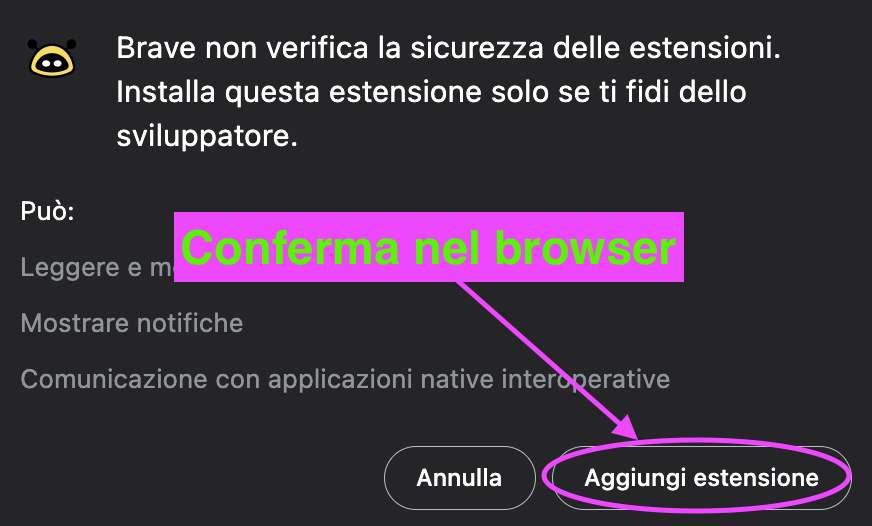 Brave non verifica la sicurezza delle estensioni.
Installa questa estensione solo se ti fidi dello
sviluppatore.
Può:
Conferma nel browser
Leggere e
Mostrare notifiche
Comunicazione con applicazioni native interoperative
Annulla
Aggiungi estensione